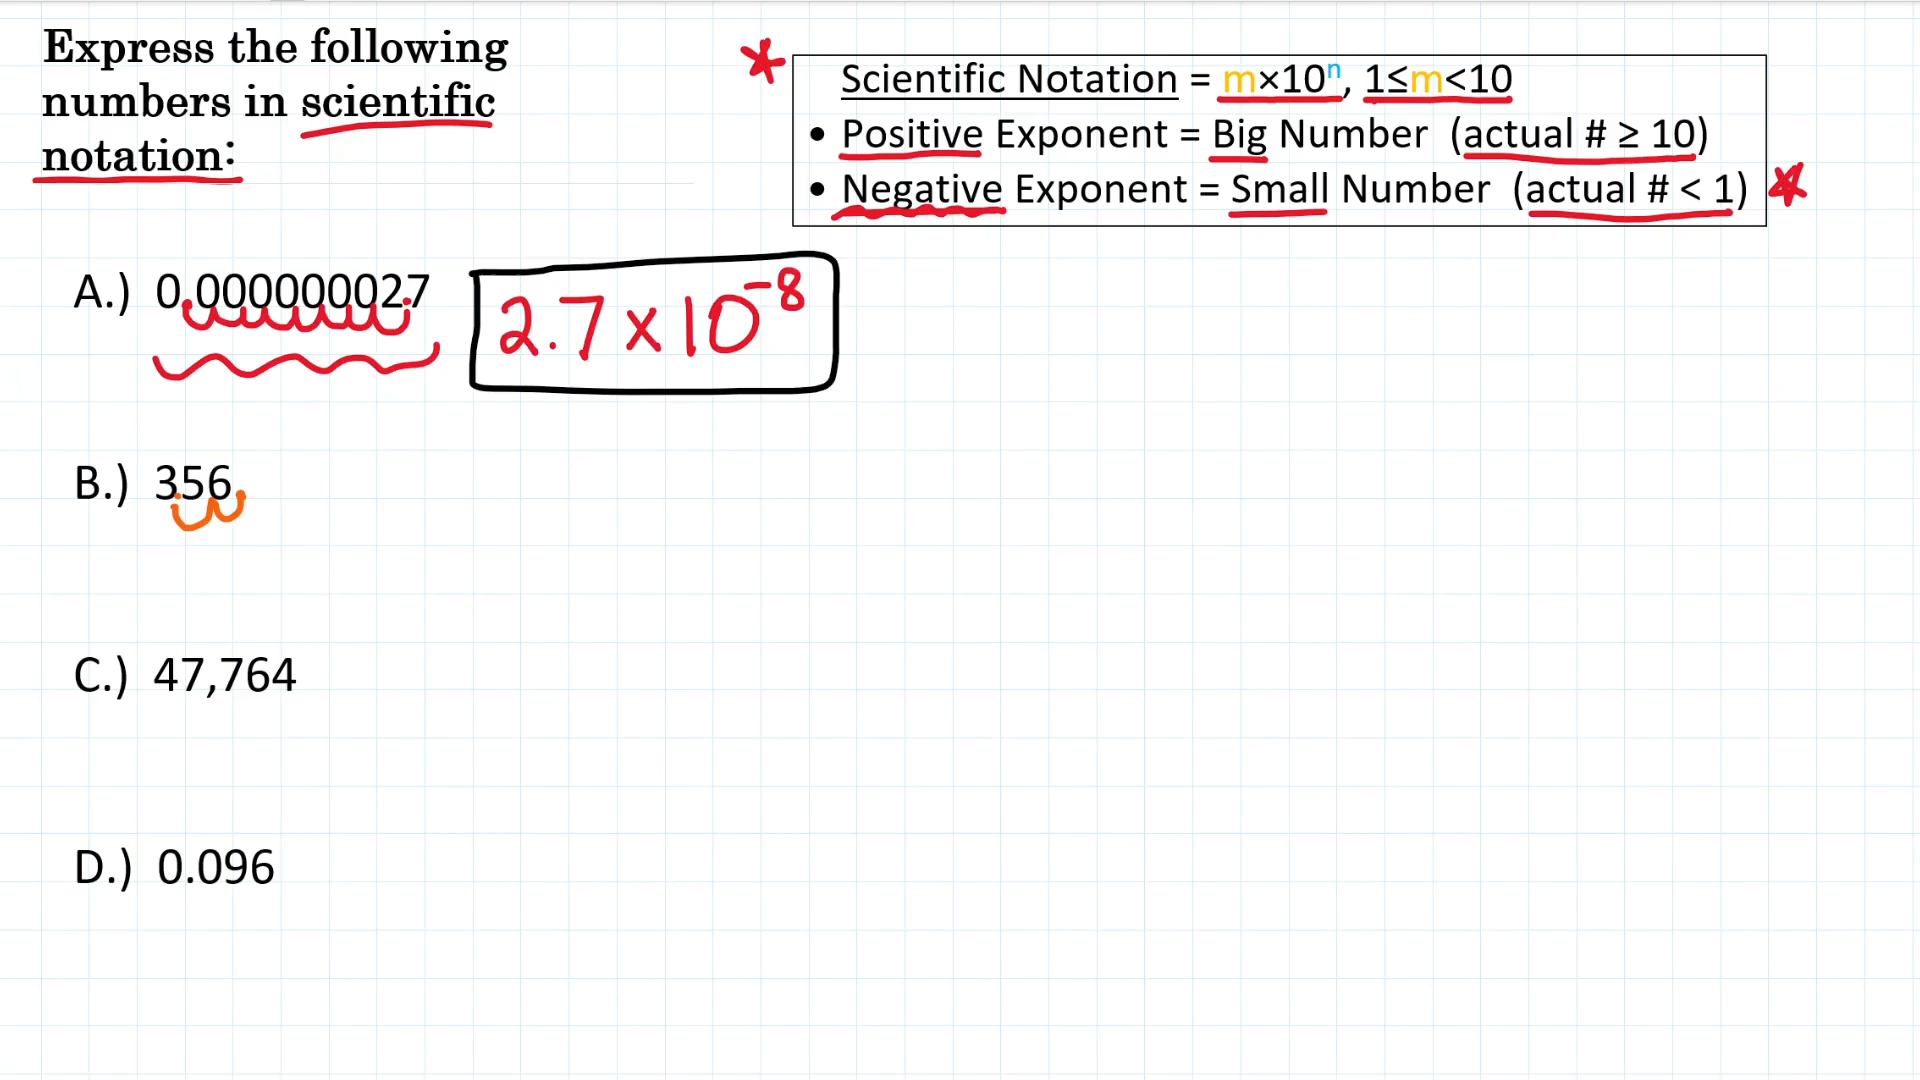 Express the following
numbers in scientific
notation:
Scientific Notation = m×10ⁿ, 1≤m<10
• Positive Exponent = Big Number (actual # ≥ 10)
• Negative Exponent = Small Number (actual # < 1)
A.) 0.000000027 2.7 x 10⁻⁸
B.) 356.
C.) 47,764
D.) 0.096